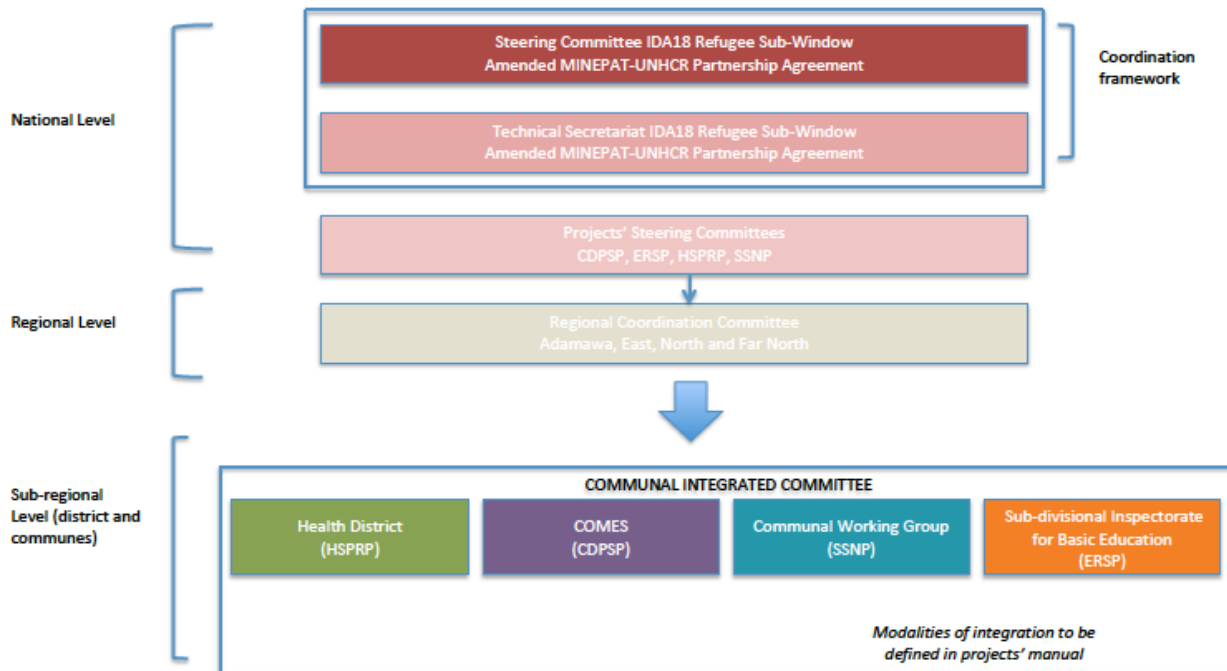 Steering Committee IDA18 Refugee Sub-Window
Amended MINEPAT-UNHCR Partnership Agreement
Coordination
framework
National Level
Technical Secretariat IDA18 Refugee Sub-Window
Amended MINEPAT-UNHCR Partnership Agreement
Projects' Steering Committees
CDPSP, ERSP, HSPRP, SSNP
Regional Level
Regional Coordination Committee
Adamawa, East, North and Far North
Sub-regional
Level (district and
communes)
COMMUNAL INTEGRATED COMMITTEE
Health District
(HSPRP)
COMES
(CDPSP)
Communal Working Group
(SSNP)
Sub-divisional Inspectorate
for Basic Education
(ERSP)
Modalities of integration to be
defined in projects' manual